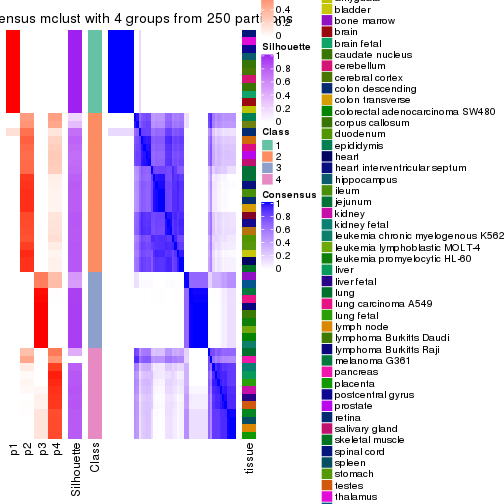 ensus mclust with 4 groups from 250 partitions
p1
p2
p3
p4
Silhouette
Class
tissue
0.4
0.2
0
Silhouette
1
0.8
0.6
0.4
0.2
0
Class
1
2
3
4
Consensus
1
0.8
0.6
0.4
0.2
0
bladder
bone marrow
brain
brain fetal
caudate nucleus
cerebellum
cerebral cortex
colon descending
colon transverse
colorectal adenocarcinoma SW480
corpus callosum
duodenum
epididymis
heart
heart interventricular septum
hippocampus
ileum
jejunum
kidney
kidney fetal
leukemia chronic myelogenous K562
leukemia lymphoblastic MOLT-4
leukemia promyelocytic HL-60
liver
liver fetal
lung
lung carcinoma A549
lung fetal
lymph node
lymphoma Burkitts Daudi
lymphoma Burkitts Raji
melanoma G361
pancreas
placenta
postcentral gyrus
prostate
retina
salivary gland
skeletal muscle
spinal cord
spleen
stomach
testes
thalamus